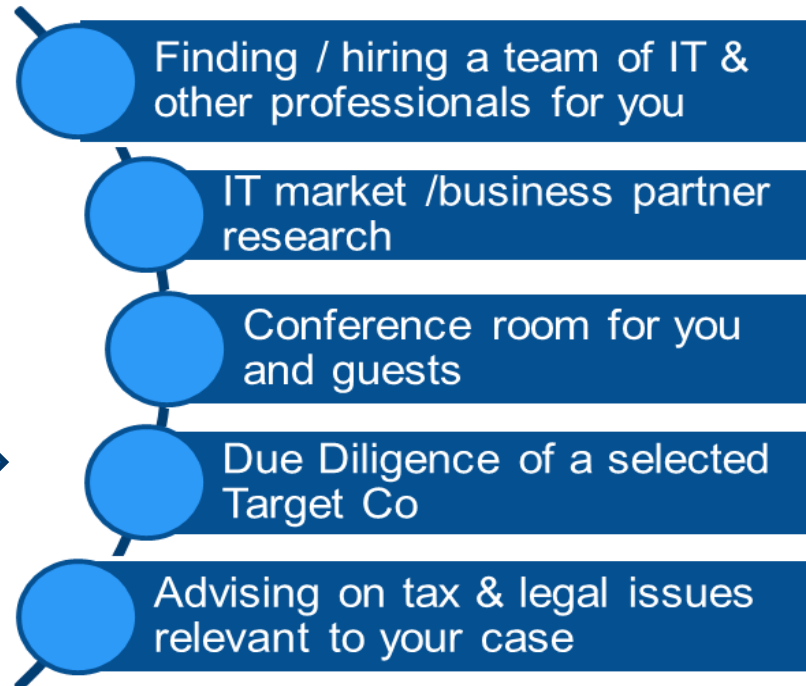 Finding / hiring a team of IT &
other professionals for you
IT market /business partner
research
Conference room for you
and guests
Due Diligence of a selected
Target Co
Advising on tax & legal issues
relevant to your case